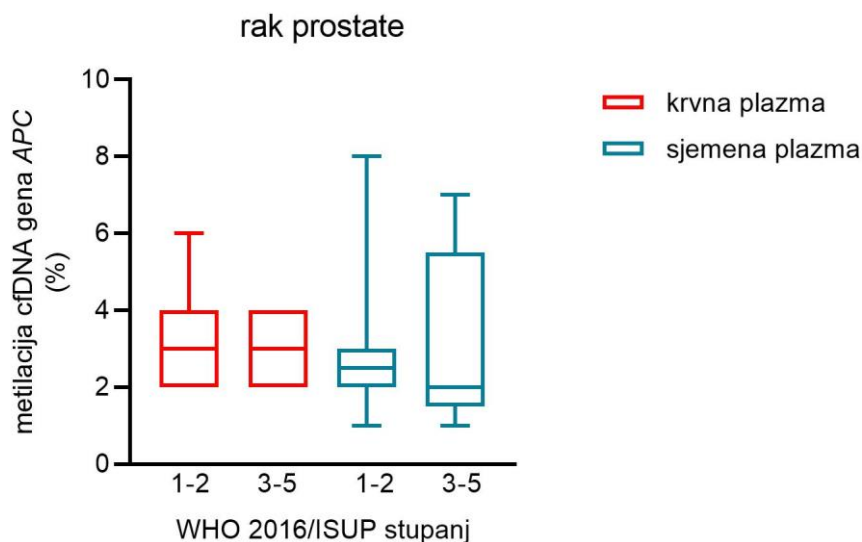 rak prostate
metilacija cfDNA gena APC
(%)
10
8
6
4
2
0
1-2
3-5
1-2
3-5
WHO 2016/ISUP stupanj
krvna plazma
sjemena plazma